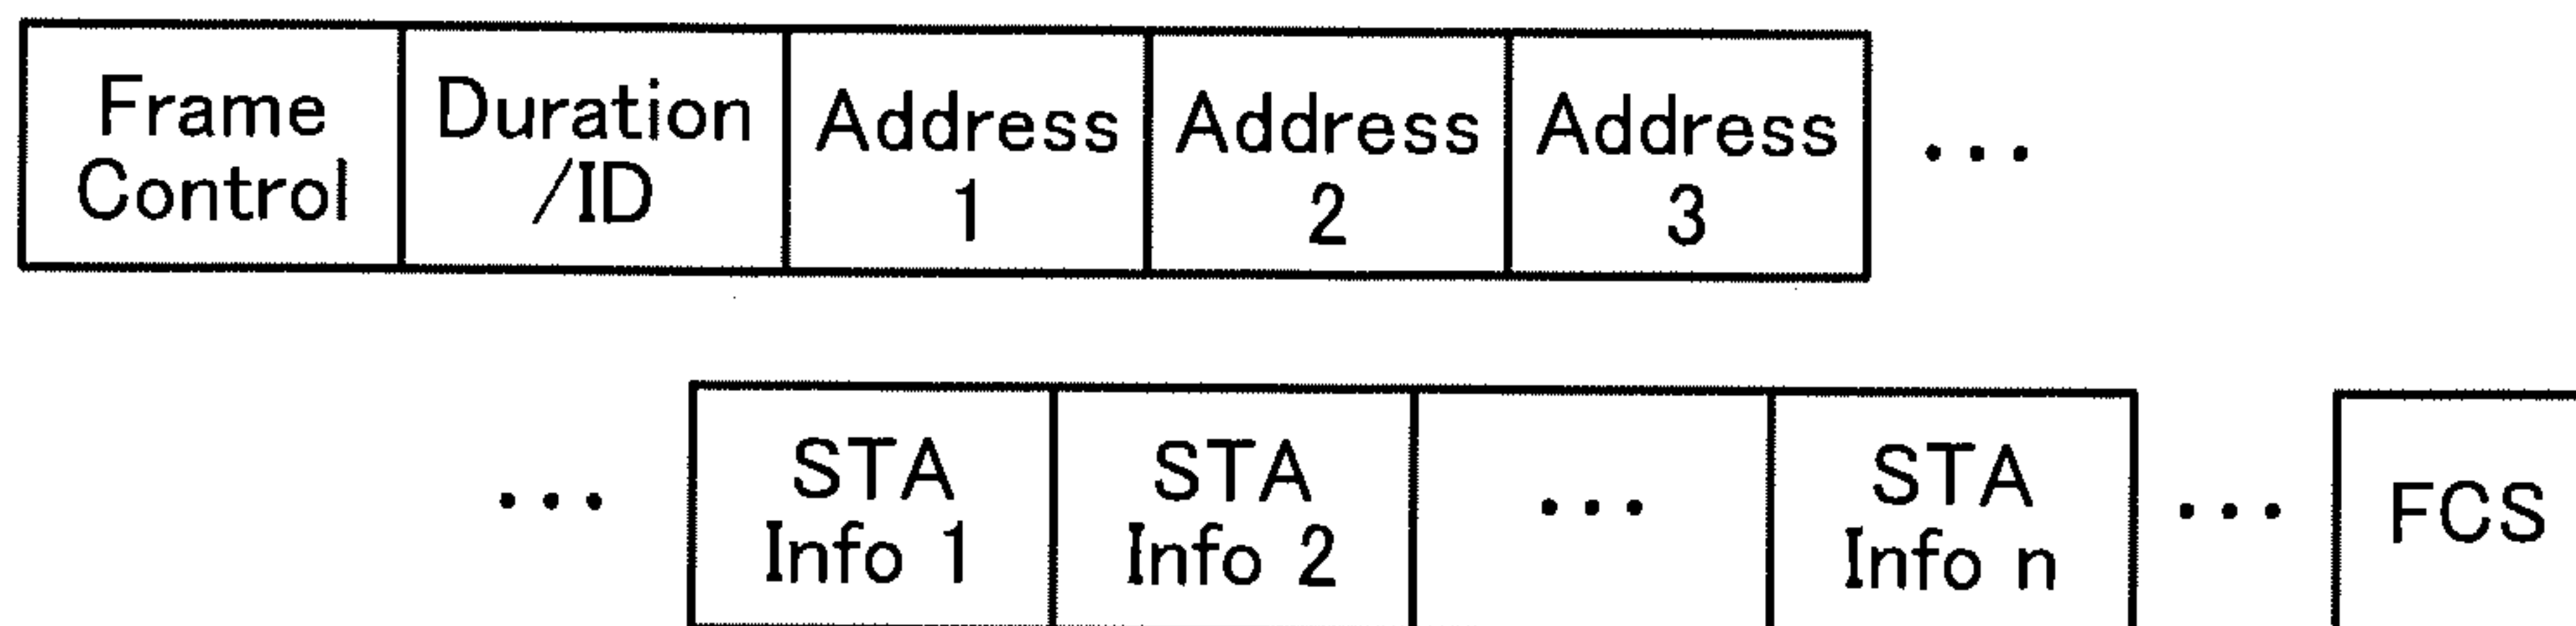 Frame Control
Duration /ID
Address 1
Address 2
Address 3
...
...
STA Info 1
STA Info 2
...
STA Info n
...
FCS